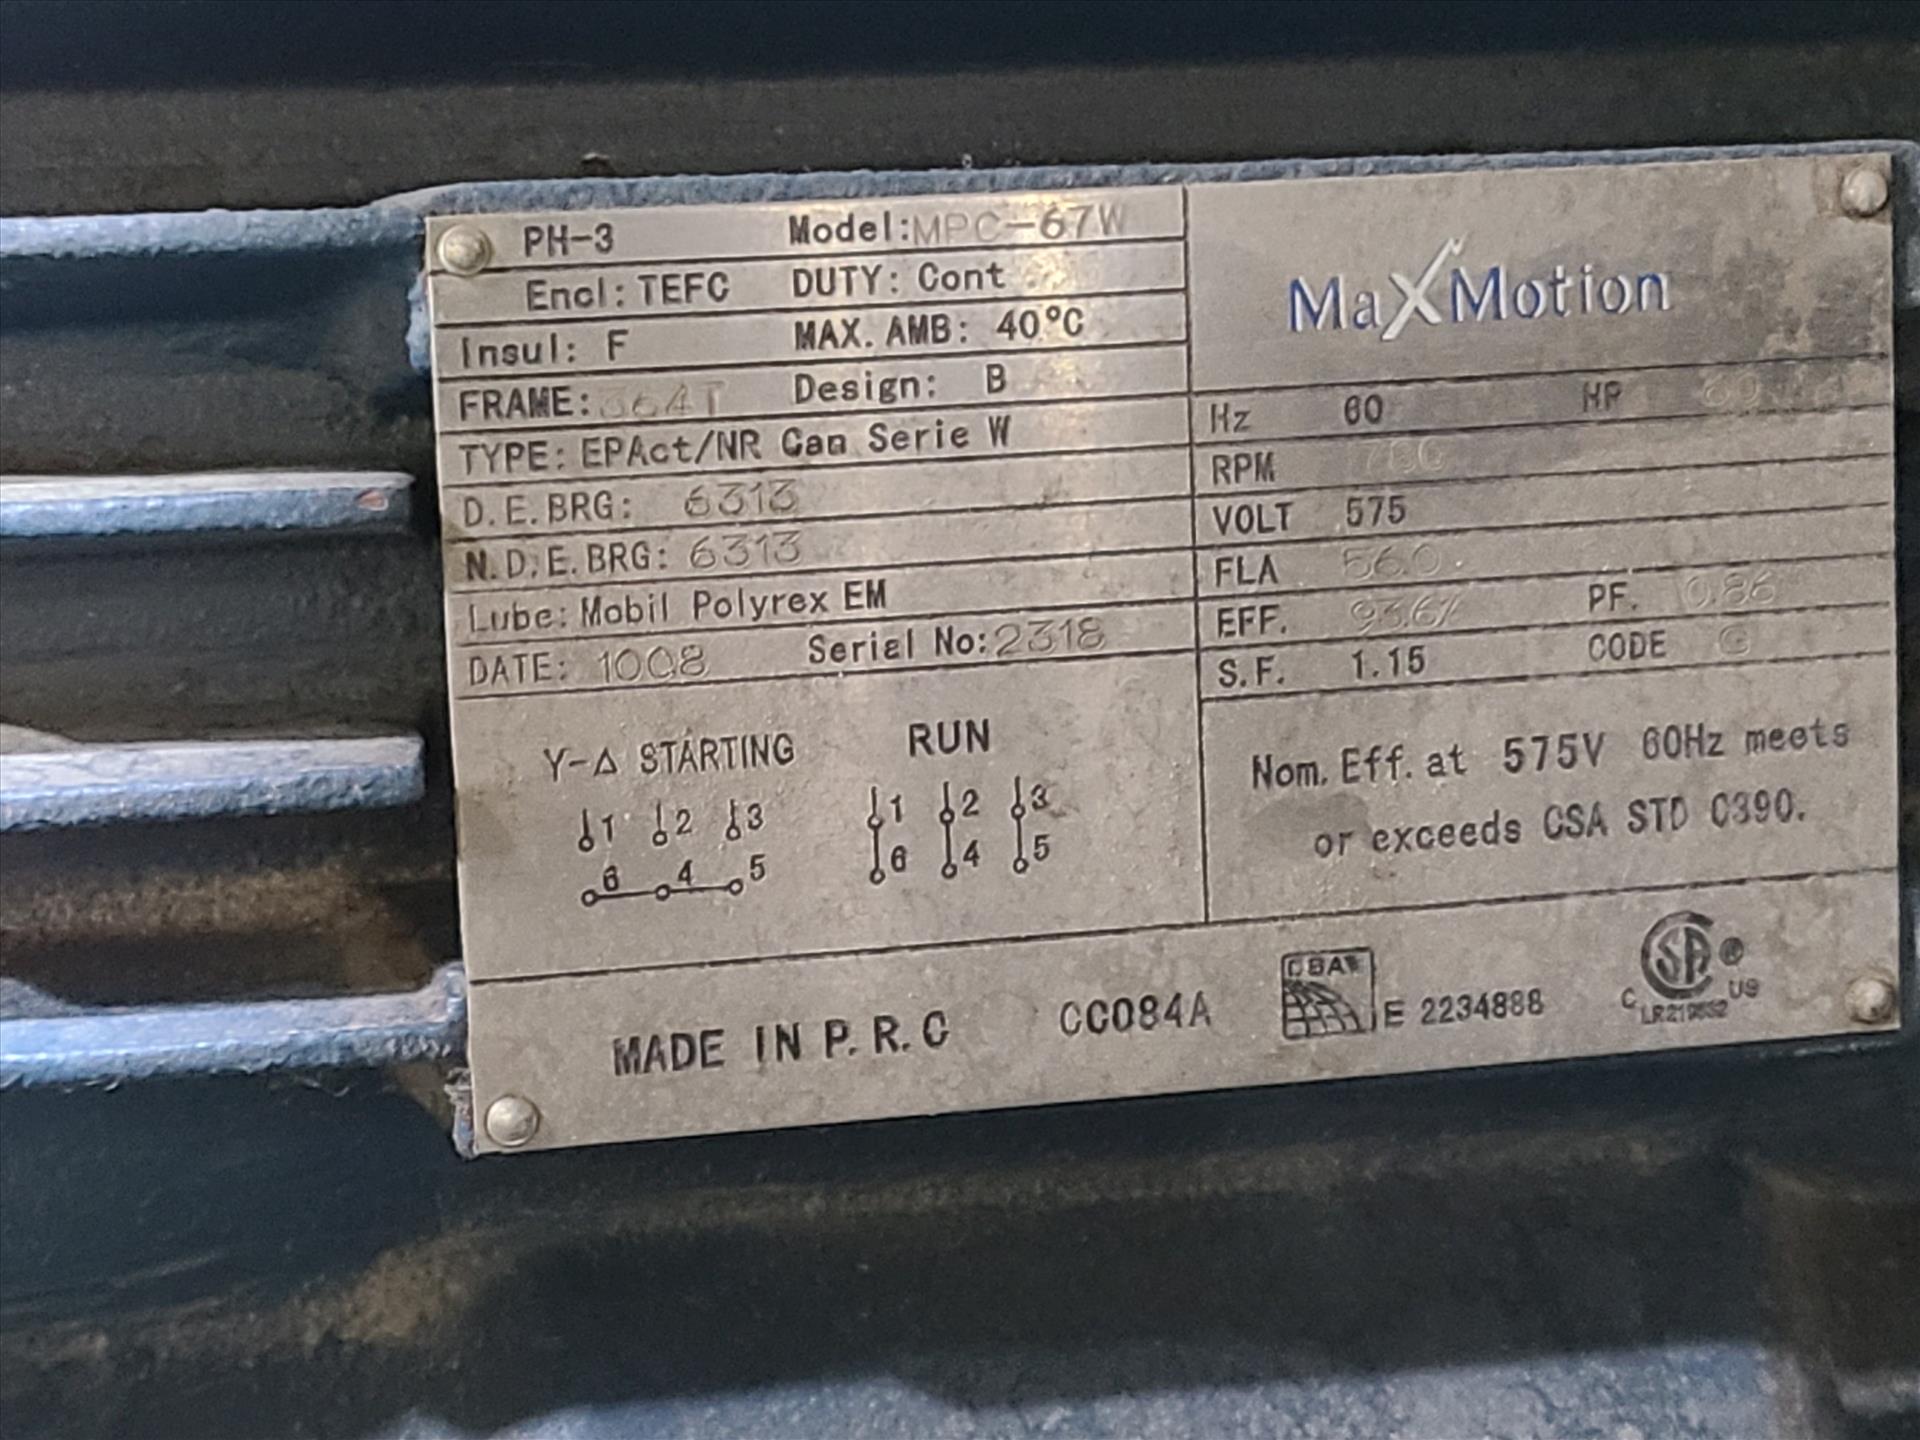 PH-3 Model: MPC-67W
Encl: TEFC DUTY: Cont
Insul: F MAX. AMB: 40°C
FRAME: 364T Design: B
TYPE: EPAct/NR Can Serie W
D.E.BRG: 6313
N.D.E.BRG: 6313
Lube: Mobil Polyrex EM
DATE: 1008 Serial No: 2318
Y-Δ STARTING RUN
1 2 3 1 2 3
6 4 5 6 4 5
MaxMotion
Hz 60 HP 60
RPM
VOLT 575
FLA 56.0
EFF. 93.6% PF. 0.86
S.F. 1.15 CODE G
Nom. Eff. at 575V 60Hz meets
or exceeds CSA STD C390.
MADE IN P.R.C CC084A CSA E 2234888 C US ®